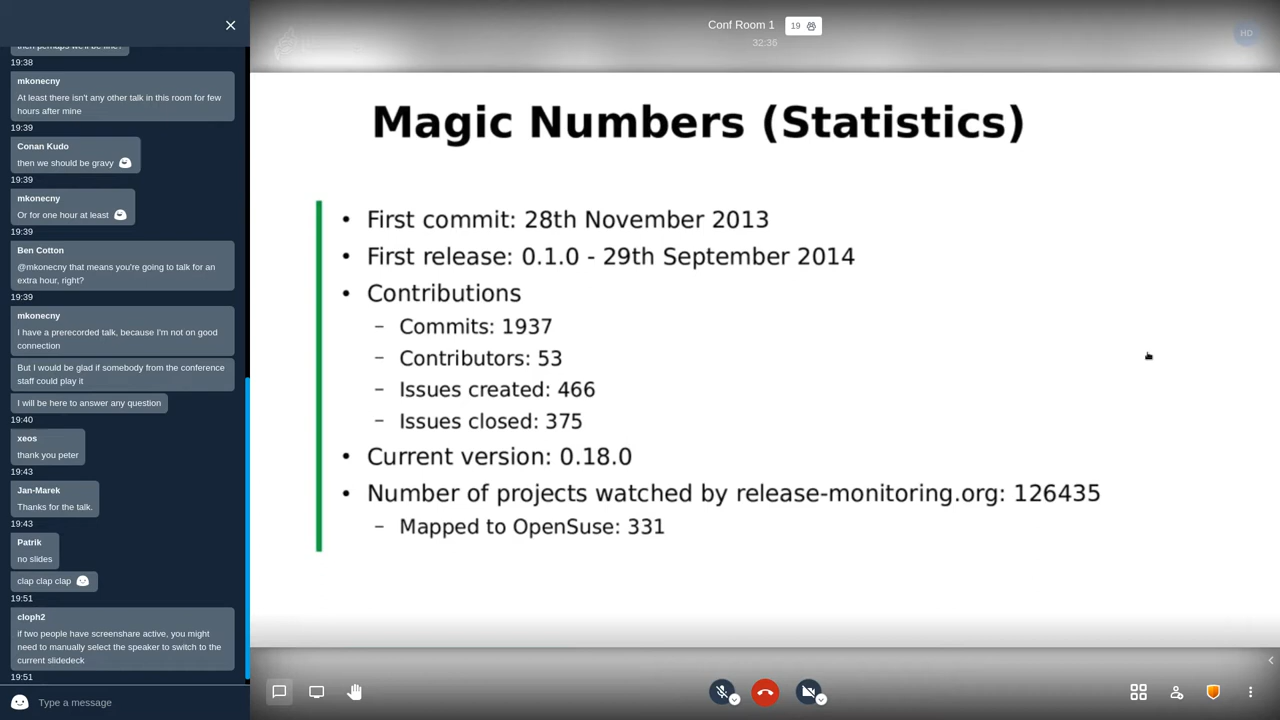 then perhaps we'll be fine?
19:38
mkonecny
At least there isn't any other talk in this room for few
hours after mine
19:39
Conan Kudo
then we should be gravy
19:39
mkonecny
Or for one hour at least
19:39
Ben Cotton
@mkonecny that means you're going to talk for an
extra hour, right?
19:39
mkonecny
I have a prerecorded talk, because I'm not on good
connection
But I would be glad if somebody from the conference
staff could play it
I will be here to answer any question
19:40
xeos
thank you peter
19:43
Jan-Marek
Thanks for the talk.
19:43
Patrik
no slides
clap clap clap
19:51
cloph2
if two people have screenshare active, you might
need to manually select the speaker to switch to the
current slidedeck
19:51
Type a message
Conf Room 1
19
32:35
HD
Magic Numbers (Statistics)
• First commit: 28th November 2013
• First release: 0.1.0 - 29th September 2014
• Contributions
– Commits: 1937
– Contributors: 53
– Issues created: 466
– Issues closed: 375
• Current version: 0.18.0
• Number of projects watched by release-monitoring.org: 126435
– Mapped to OpenSuse: 331